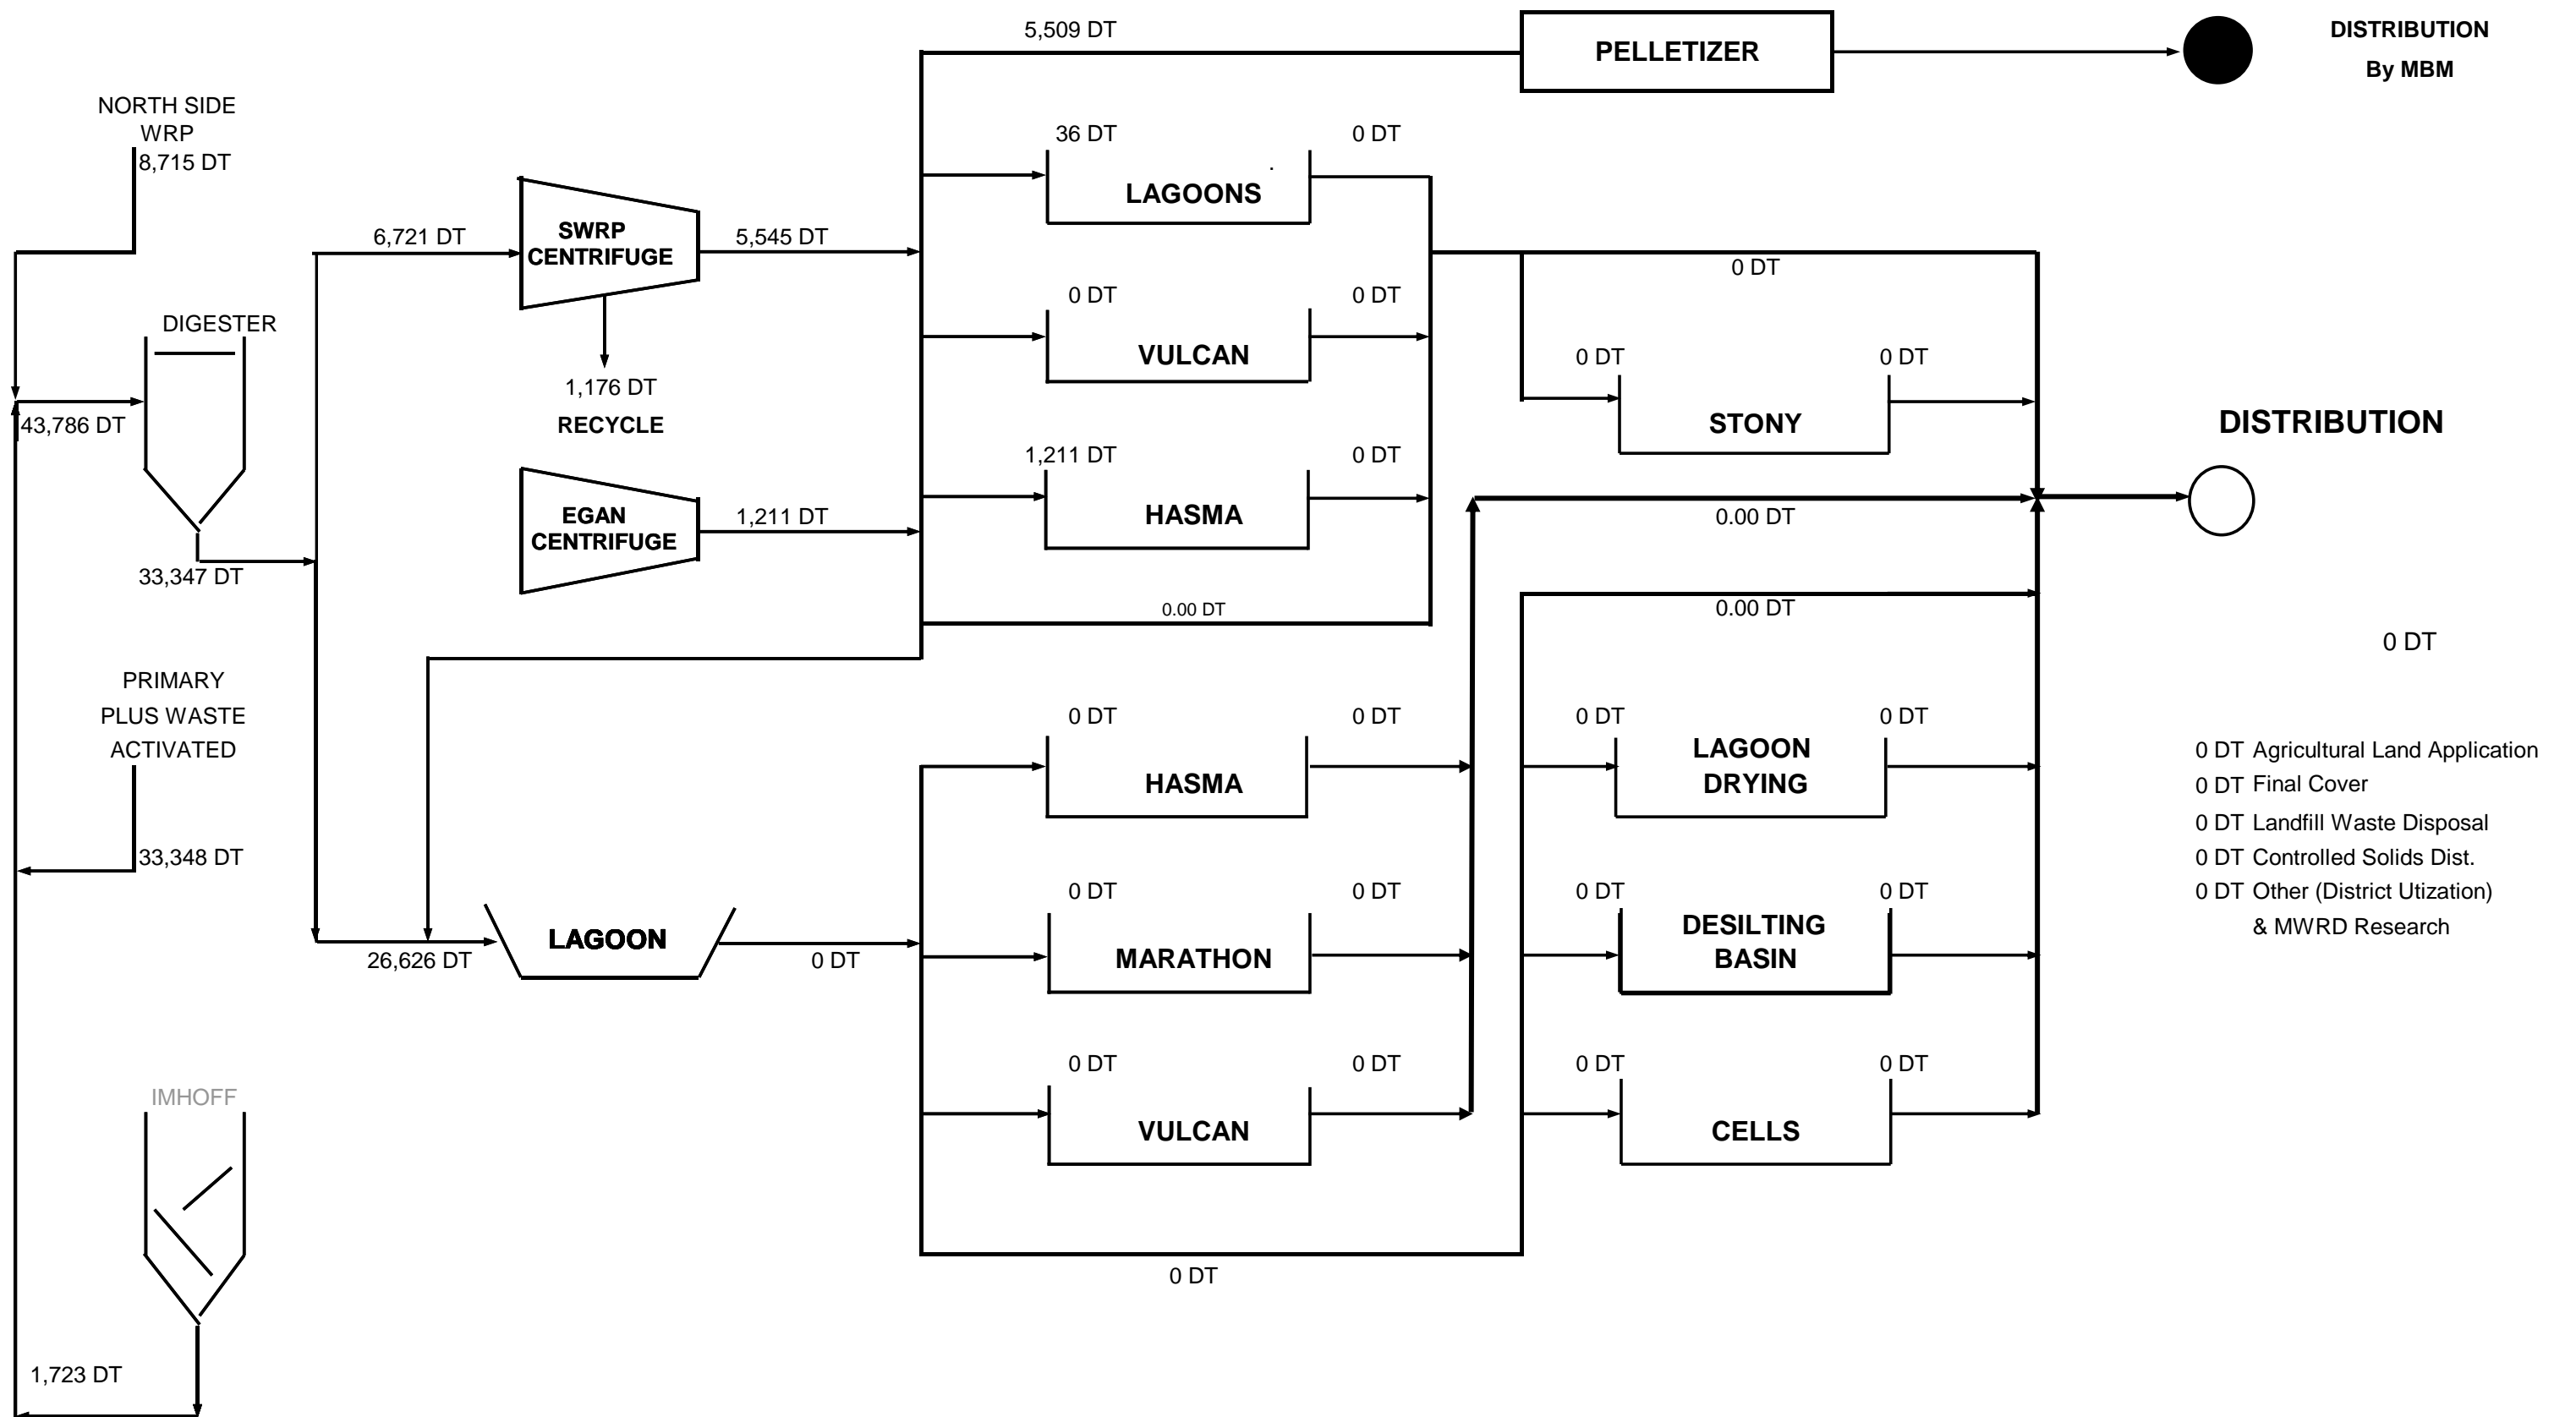 5,509 DT
PELLETIZER
DISTRIBUTION
By MBM
NORTH SIDE
WRP
8,715 DT
36 DT
0 DT
LAGOONS
6,721 DT
SWRP
CENTRIFUGE
5,545 DT
0 DT
0 DT
0 DT
VULCAN
DIGESTER
1,176 DT
RECYCLE
0 DT
0 DT
STONY
DISTRIBUTION
43,786 DT
1,211 DT
0 DT
HASMA
EGAN
CENTRIFUGE
1,211 DT
0.00 DT
33,347 DT
0.00 DT
0.00 DT
0 DT
PRIMARY
PLUS WASTE
ACTIVATED
33,348 DT
0 DT
0 DT
HASMA
0 DT
0 DT
LAGOON
DRYING
0 DT Agricultural Land Application
0 DT Final Cover
0 DT Landfill Waste Disposal
0 DT Controlled Solids Dist.
0 DT Other (District Utization)
& MWRD Research
LAGOON
26,626 DT
0 DT
0 DT
0 DT
MARATHON
0 DT
0 DT
DESILTING
BASIN
0 DT
0 DT
VULCAN
0 DT
0 DT
CELLS
IMHOFF
0 DT
1,723 DT